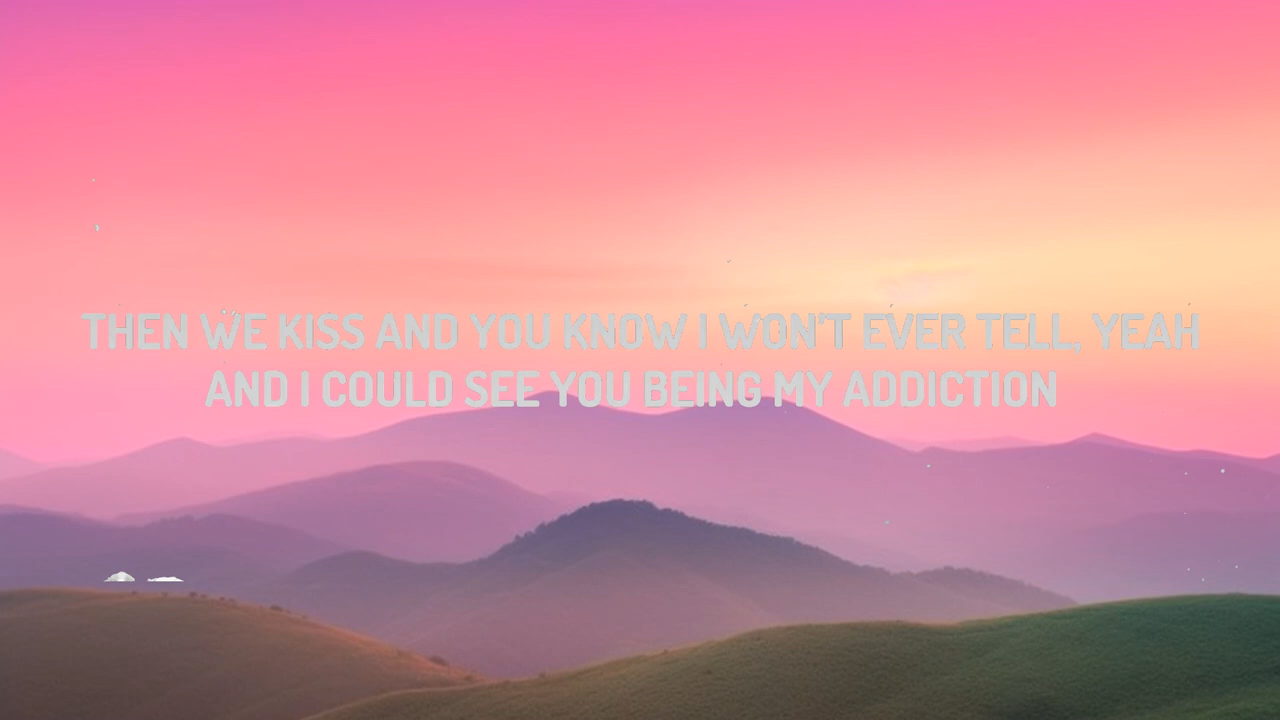 THEN WE KISS AND YOU KNOW I WON'T EVER TELL, YEAH
AND I COULD SEE YOU BEING MY ADDICTION